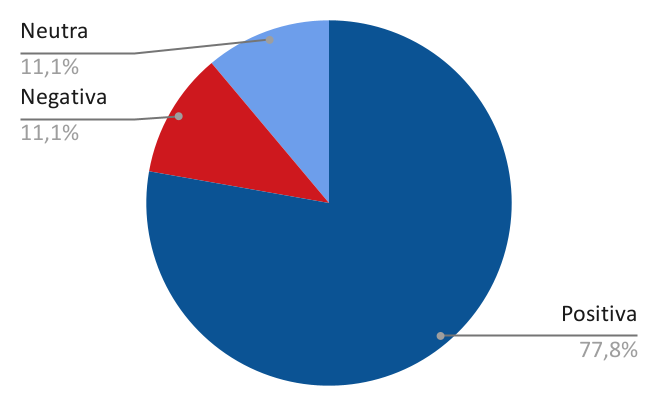 Neutra
11,1%
Negativa
11,1%
Positiva
77,8%